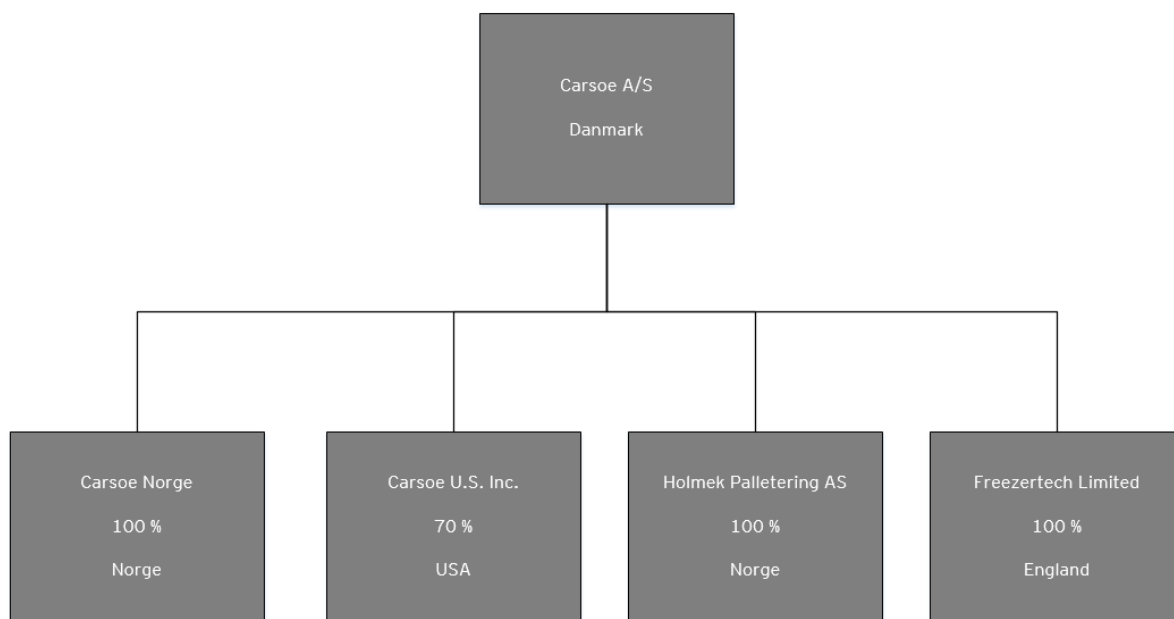 Carsoe A/S
Danmark
Carsoe Norge
100 %
Norge
Carsoe U.S. Inc.
70 %
USA
Holmek Palletering AS
100 %
Norge
Freezertech Limited
100 %
England